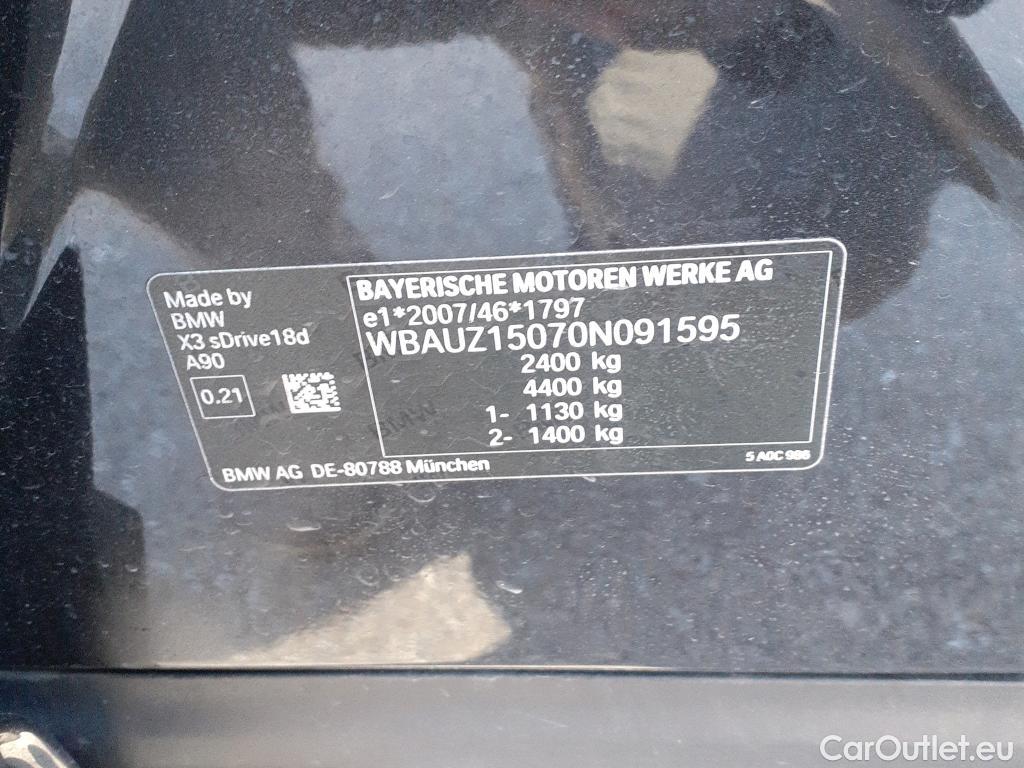 Made by
BMW
X3 sDrive18d
A90
0.21
BAYERISCHE MOTOREN WERKE AG
e1*2007/46*1797
WBAUZ15070N091595
2400 kg
4400 kg
1- 1130 kg
2- 1400 kg
BMW AG DE-80788 München
5 A0C 986
CarOutlet.eu